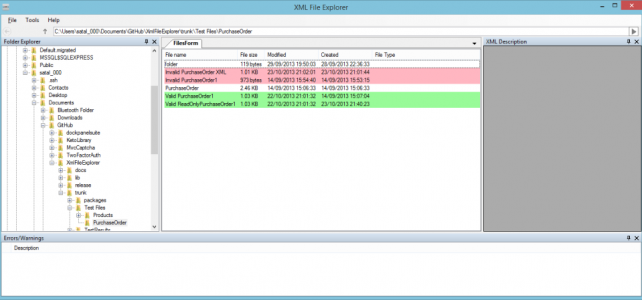 XML File Explorer
File Tools Help
C:\Users\satal_000\Documents\GitHub\XmlFileExplorer\trunk\Test Files\PurchaseOrder
Folder Explorer
Default.migrated
MSSQL$SQLEXPRESS
Public
satal_000
.ssh
Contacts
Desktop
Documents
Bluetooth Folder
Downloads
GitHub
dockpanelsuite
KetoLibrary
MvcCaptcha
TwoFactorAuth
XmlFileExplorer
docs
lib
release
trunk
packages
Test Files
Products
PurchaseOrder
TestResults
FilesForm
File name File size Modified Created File Type
folder 119 bytes 29/09/2013 19:50:03 28/09/2013 22:36:33
Invalid PurchaseOrder XML 1.01 KB 23/10/2013 21:02:01 23/10/2013 21:01:44
Invalid PurchaseOrder1 973 bytes 14/09/2013 15:54:40 14/09/2013 15:53:15
PurchaseOrder 2.46 KB 14/09/2013 15:06:33 14/09/2013 15:06:33
Valid PurchaseOrder1 1.03 KB 22/10/2013 21:01:32 14/09/2013 15:07:04
Valid ReadOnlyPurchaseOrder1 1.03 KB 22/10/2013 21:01:32 23/10/2013 21:40:23
XML Description
Errors/Warnings
Description